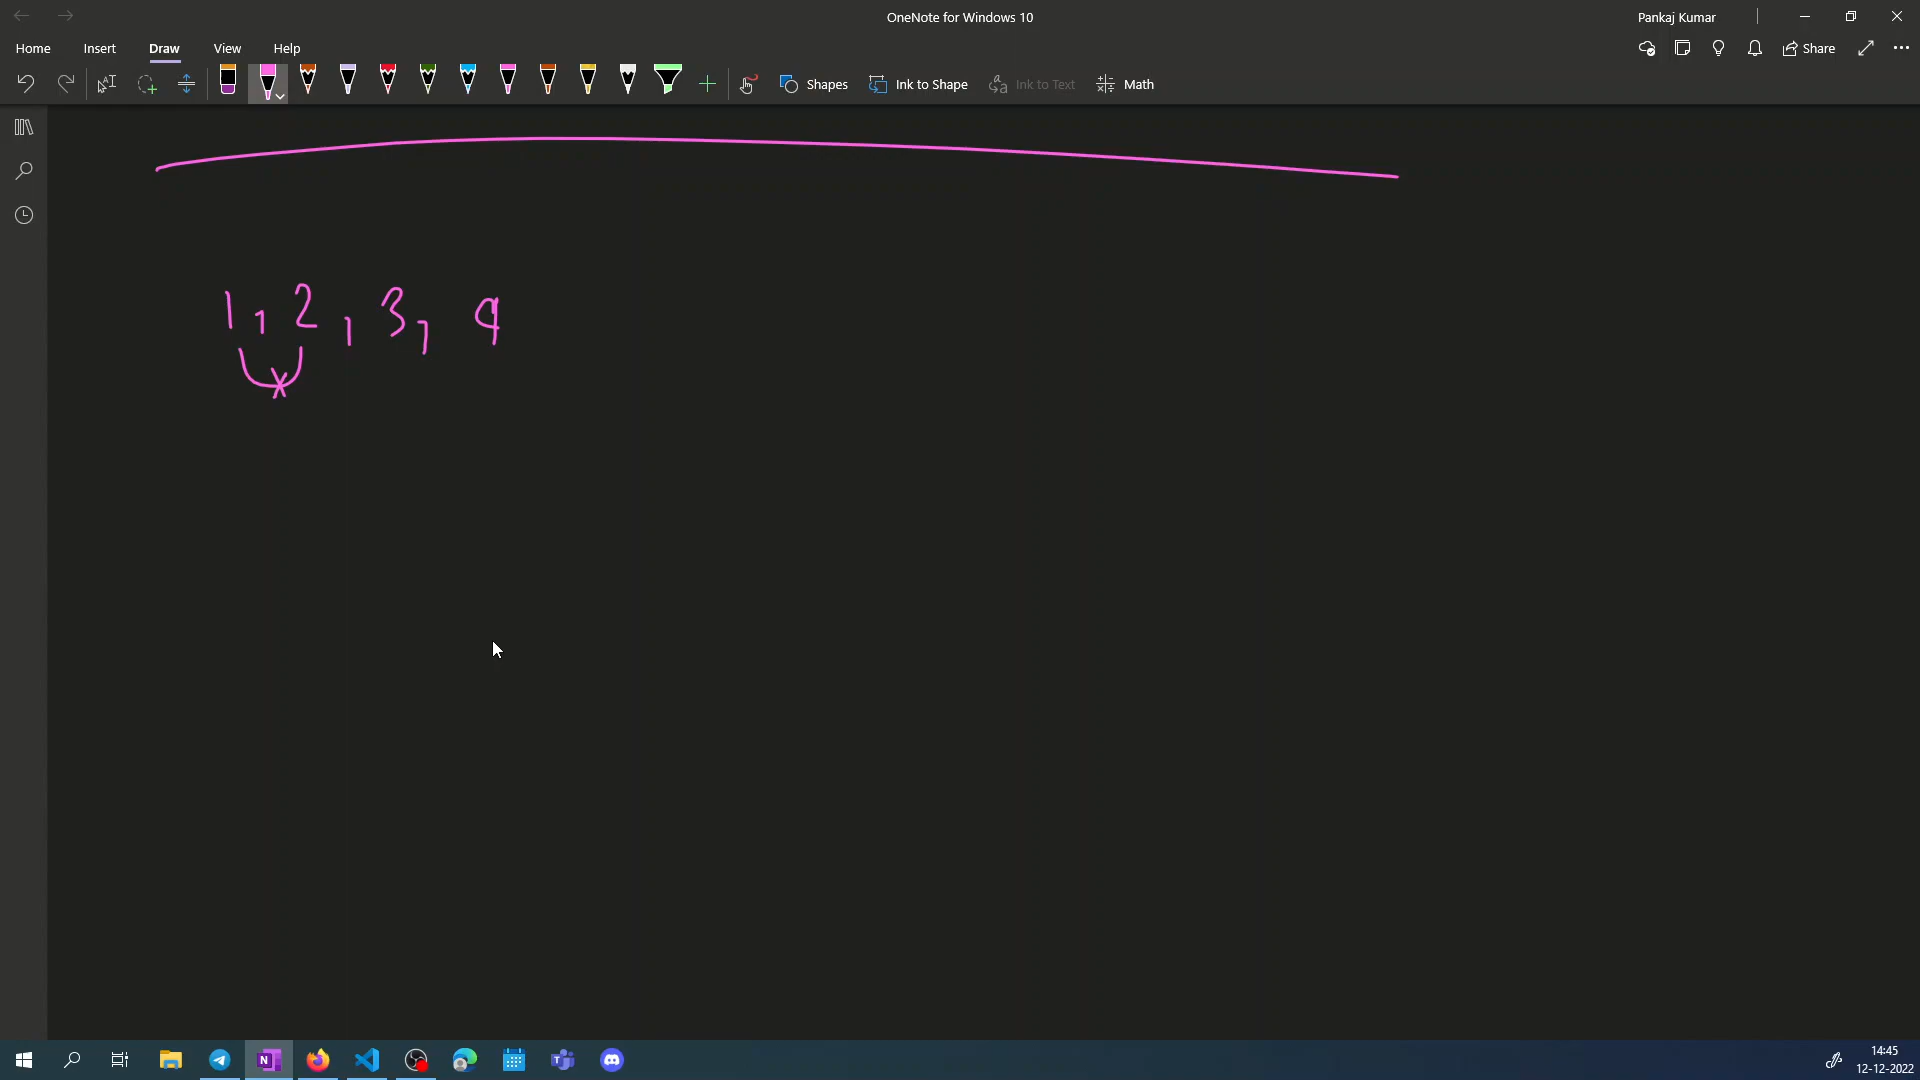 OneNote for Windows 10
Pankaj Kumar
Home Insert Draw View Help
Share
Shapes Ink to Shape Ink to Text Math
1, 2, 3, 4
*
14:45
12-12-2022